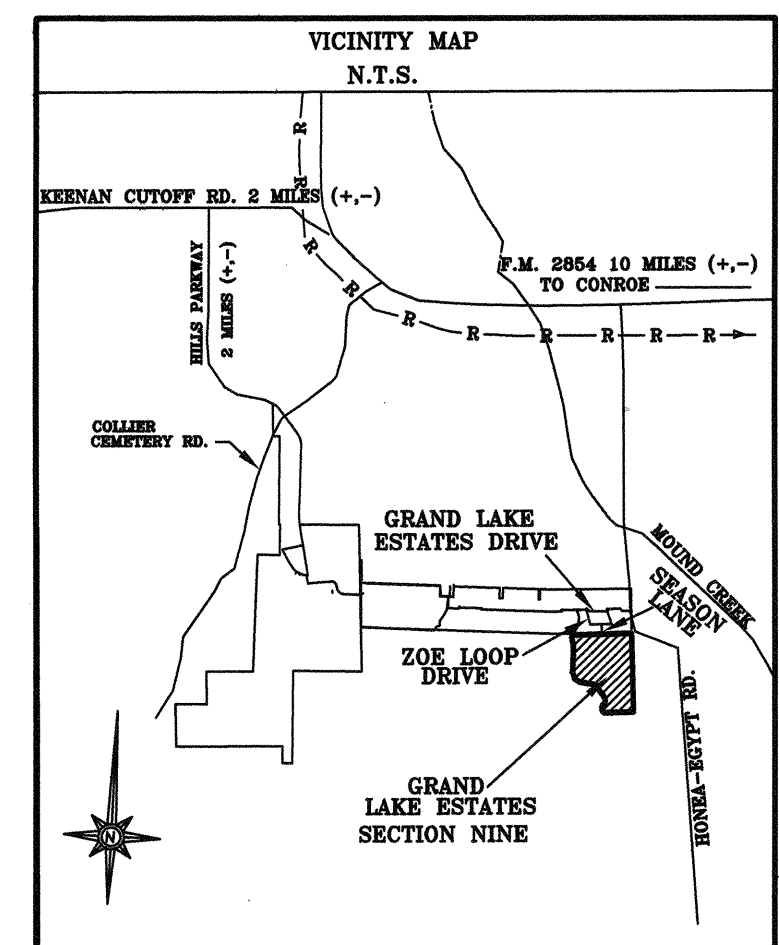 VICINITY MAP
N.T.S.
R
R
KEENAN CUTOFF RD. 2 MILES (+,-)
HILLS PARKWAY
2 MILES (+,-)
R
R
R
R
R
R
R
R
F.M. 2854 10 MILES (+,-)
TO CONROE
COLLIER
CEMETERY RD.
GRAND LAKE
ESTATES DRIVE
MOUND CREEK
SEASON
LANE
ZOE LOOP
DRIVE
GRAND
LAKE ESTATES
SECTION NINE
HONEA-EGYPT RD.
N